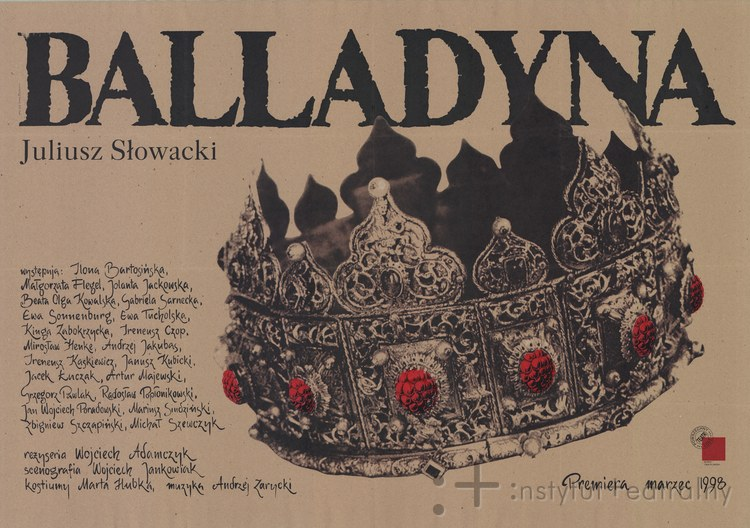 BALLADYNA
Juliusz Słowacki
występują: Ilona Bartosińska,
Małgorzata Flegel, Jolanta Jackowska,
Beata Olga Kowalska, Gabriela Sarnecka,
Ewa Sonnenburg, Ewa Tucholska,
Kinga Zabokrzycka, Ireneusz Czop,
Mirosław Henke, Andrzej Jakubas,
Ireneusz Kaskiewicz, Janusz Kubicki,
Jacek Łuczak, Artur Majewski,
Grzegorz Pawlak, Radosław Popłonikowski,
Jan Wojciech Poradowski, Mariusz Siudziński,
Zbigniew Szczapiński, Michał Szewczyk
reżyseria Wojciech Adamczyk
scenografia Wojciech Jankowiak
kostiumy Marta Hubka, muzyka Andrzej Zarycki
Premiera marzec 1998
instytut teatralny